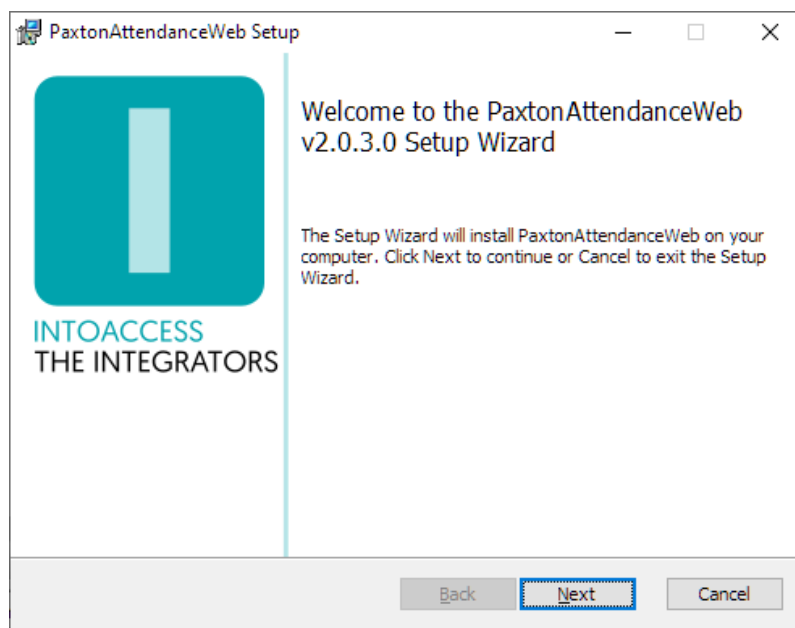 PaxtonAttendanceWeb Setup
Welcome to the PaxtonAttendanceWeb
v2.0.3.0 Setup Wizard
The Setup Wizard will install PaxtonAttendanceWeb on your
computer. Click Next to continue or Cancel to exit the Setup
Wizard.
INTOACCESS
THE INTEGRATORS
Back
Next
Cancel